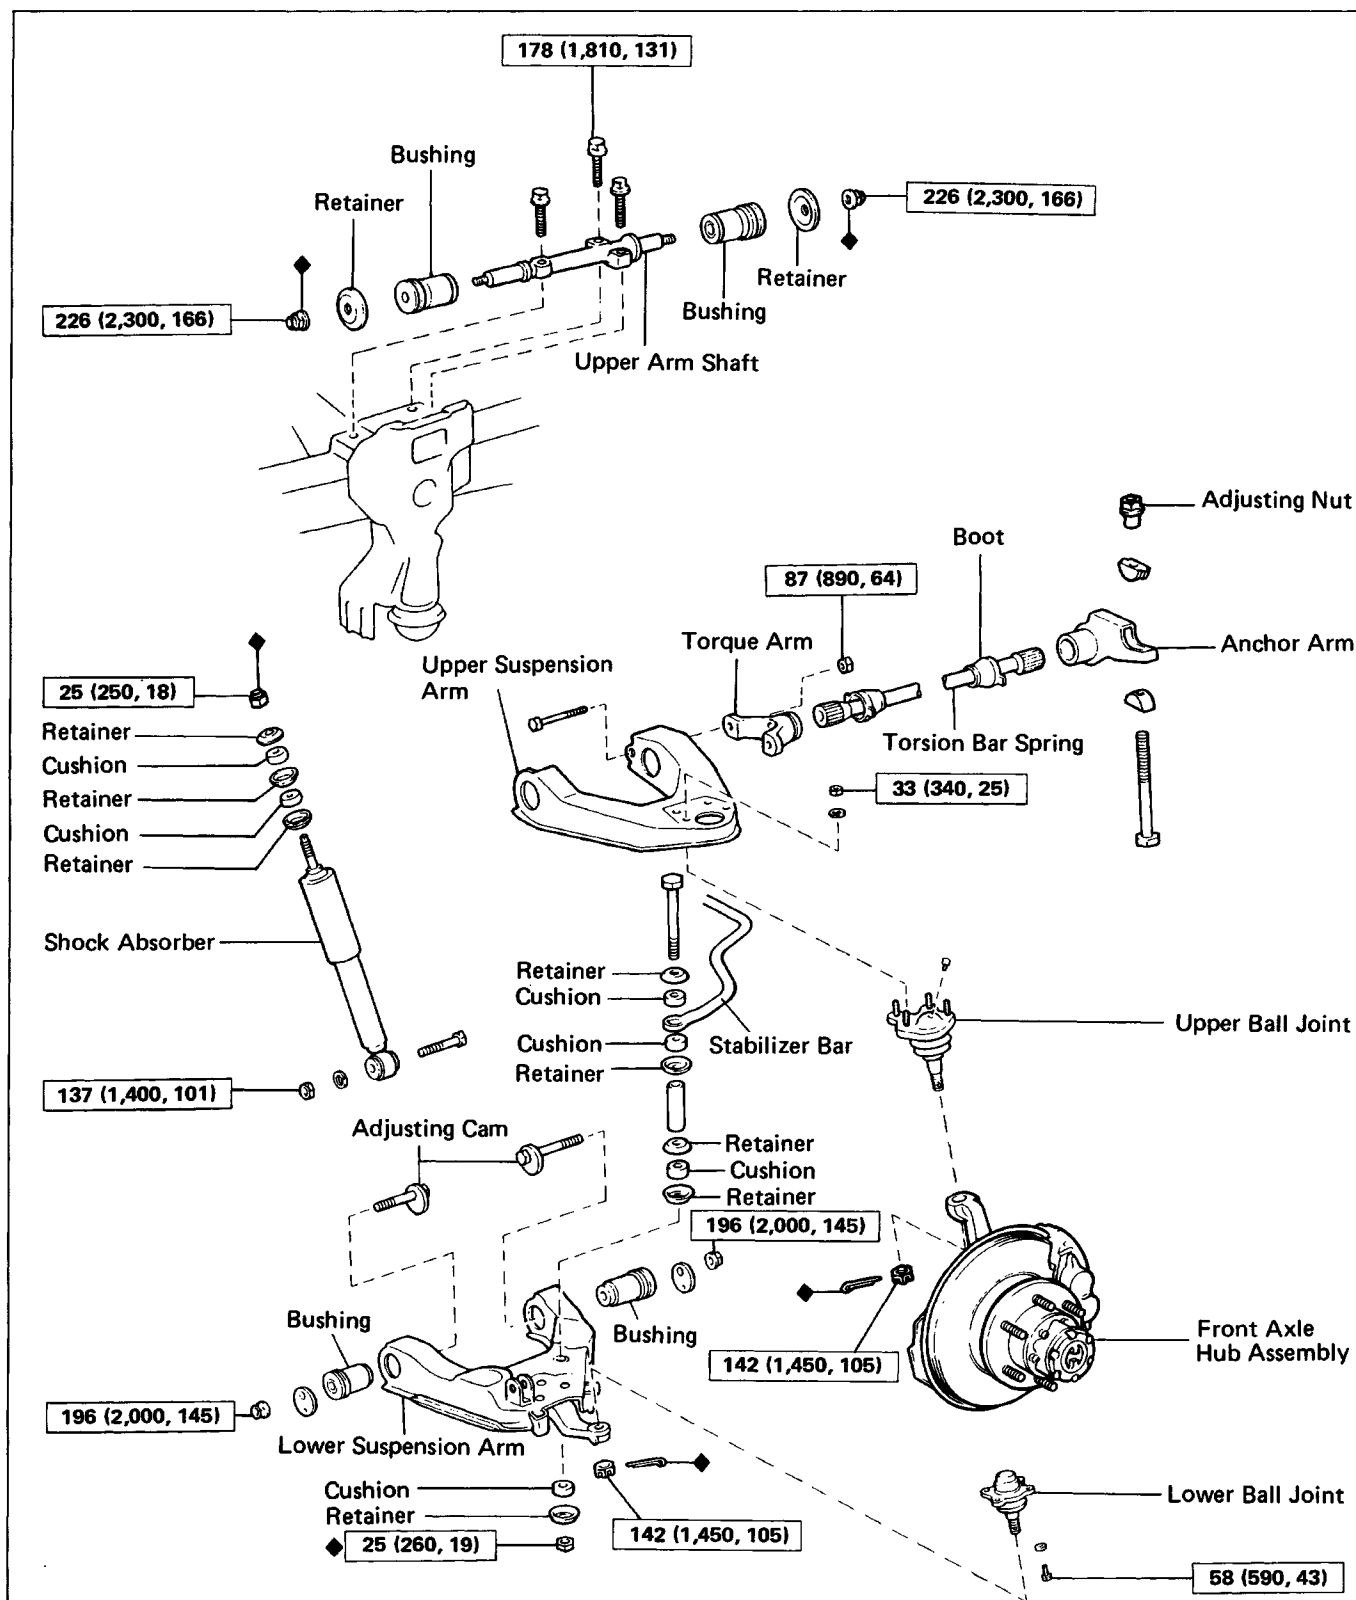 178 (1,810, 131)
Bushing
Retainer
226 (2,300, 166)
Retainer
Bushing
226 (2,300, 166)
Upper Arm Shaft
Adjusting Nut
Boot
87 (890, 64)
Torque Arm
Anchor Arm
Upper Suspension
Arm
25 (250, 18)
Retainer
Cushion
Retainer
Cushion
Retainer
Torsion Bar Spring
33 (340, 25)
Shock Absorber
Retainer
Cushion
Cushion
Retainer
Stabilizer Bar
Upper Ball Joint
137 (1,400, 101)
Adjusting Cam
Retainer
Cushion
Retainer
196 (2,000, 145)
Bushing
Bushing
142 (1,450, 105)
Front Axle
Hub Assembly
196 (2,000, 145)
Lower Suspension Arm
Cushion
Retainer
25 (260, 19)
142 (1,450, 105)
Lower Ball Joint
58 (590, 43)